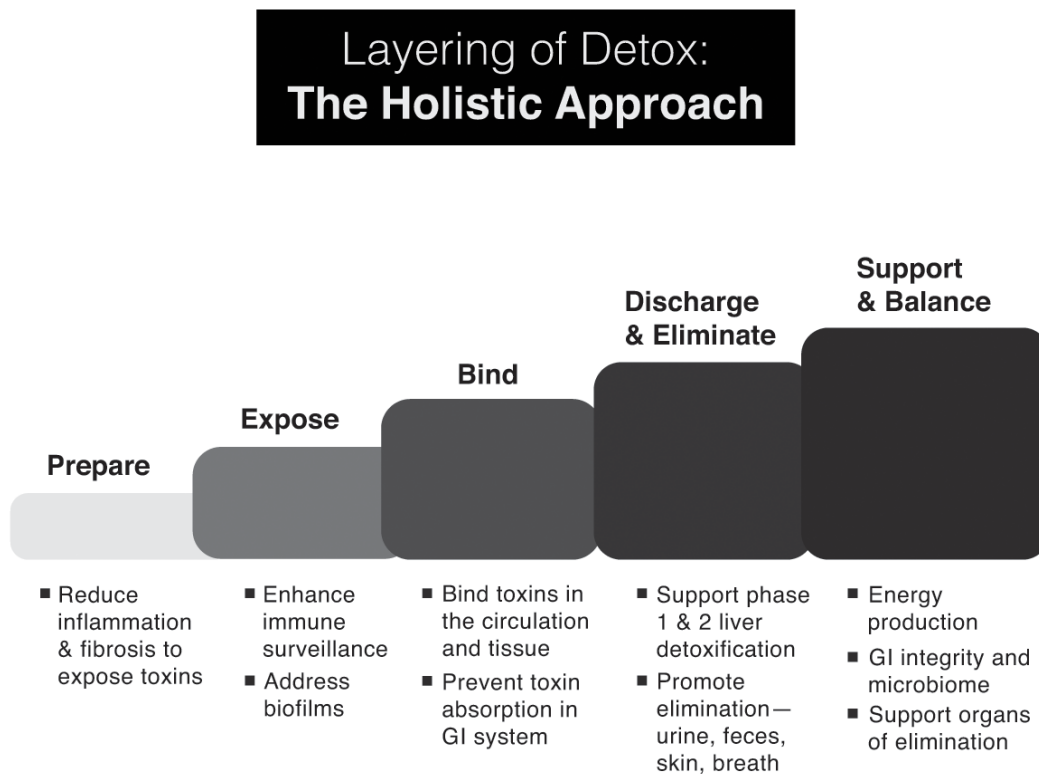 Layering of Detox:
The Holistic Approach
Prepare
■ Reduce
inflammation
& fibrosis to
expose toxins
Expose
■ Enhance
immune
surveillance
■ Address
biofilms
Bind
■ Bind toxins in
the circulation
and tissue
■ Prevent toxin
absorption in
GI system
Discharge
& Eliminate
■ Support phase
1 & 2 liver
detoxification
■ Promote
elimination—
urine, feces,
skin, breath
Support
& Balance
■ Energy
production
■ GI integrity and
microbiome
■ Support organs
of elimination